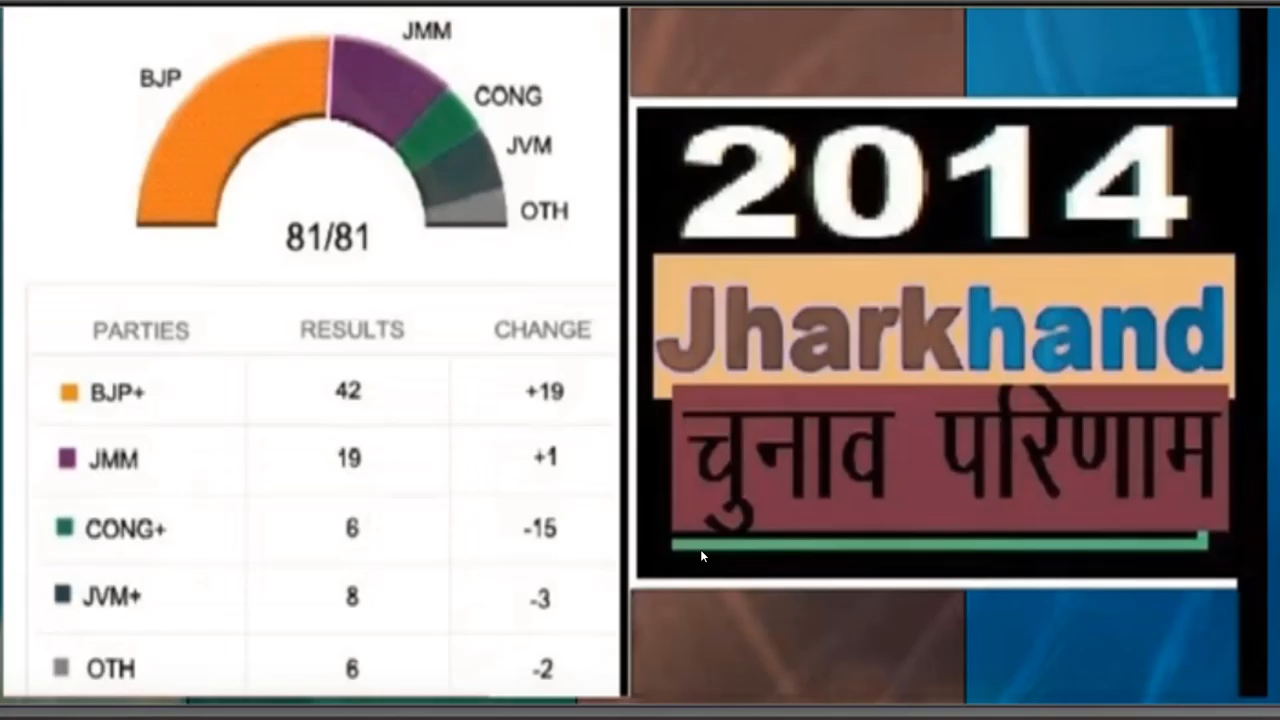 JMM
BJP
CONG
JVM
OTH
81/81
PARTIES RESULTS CHANGE
BJP+ 42 +19
JMM 19 +1
CONG+ 6 -15
JVM+ 8 -3
OTH 6 -2
2014
Jharkhand
चुनाव परिणाम